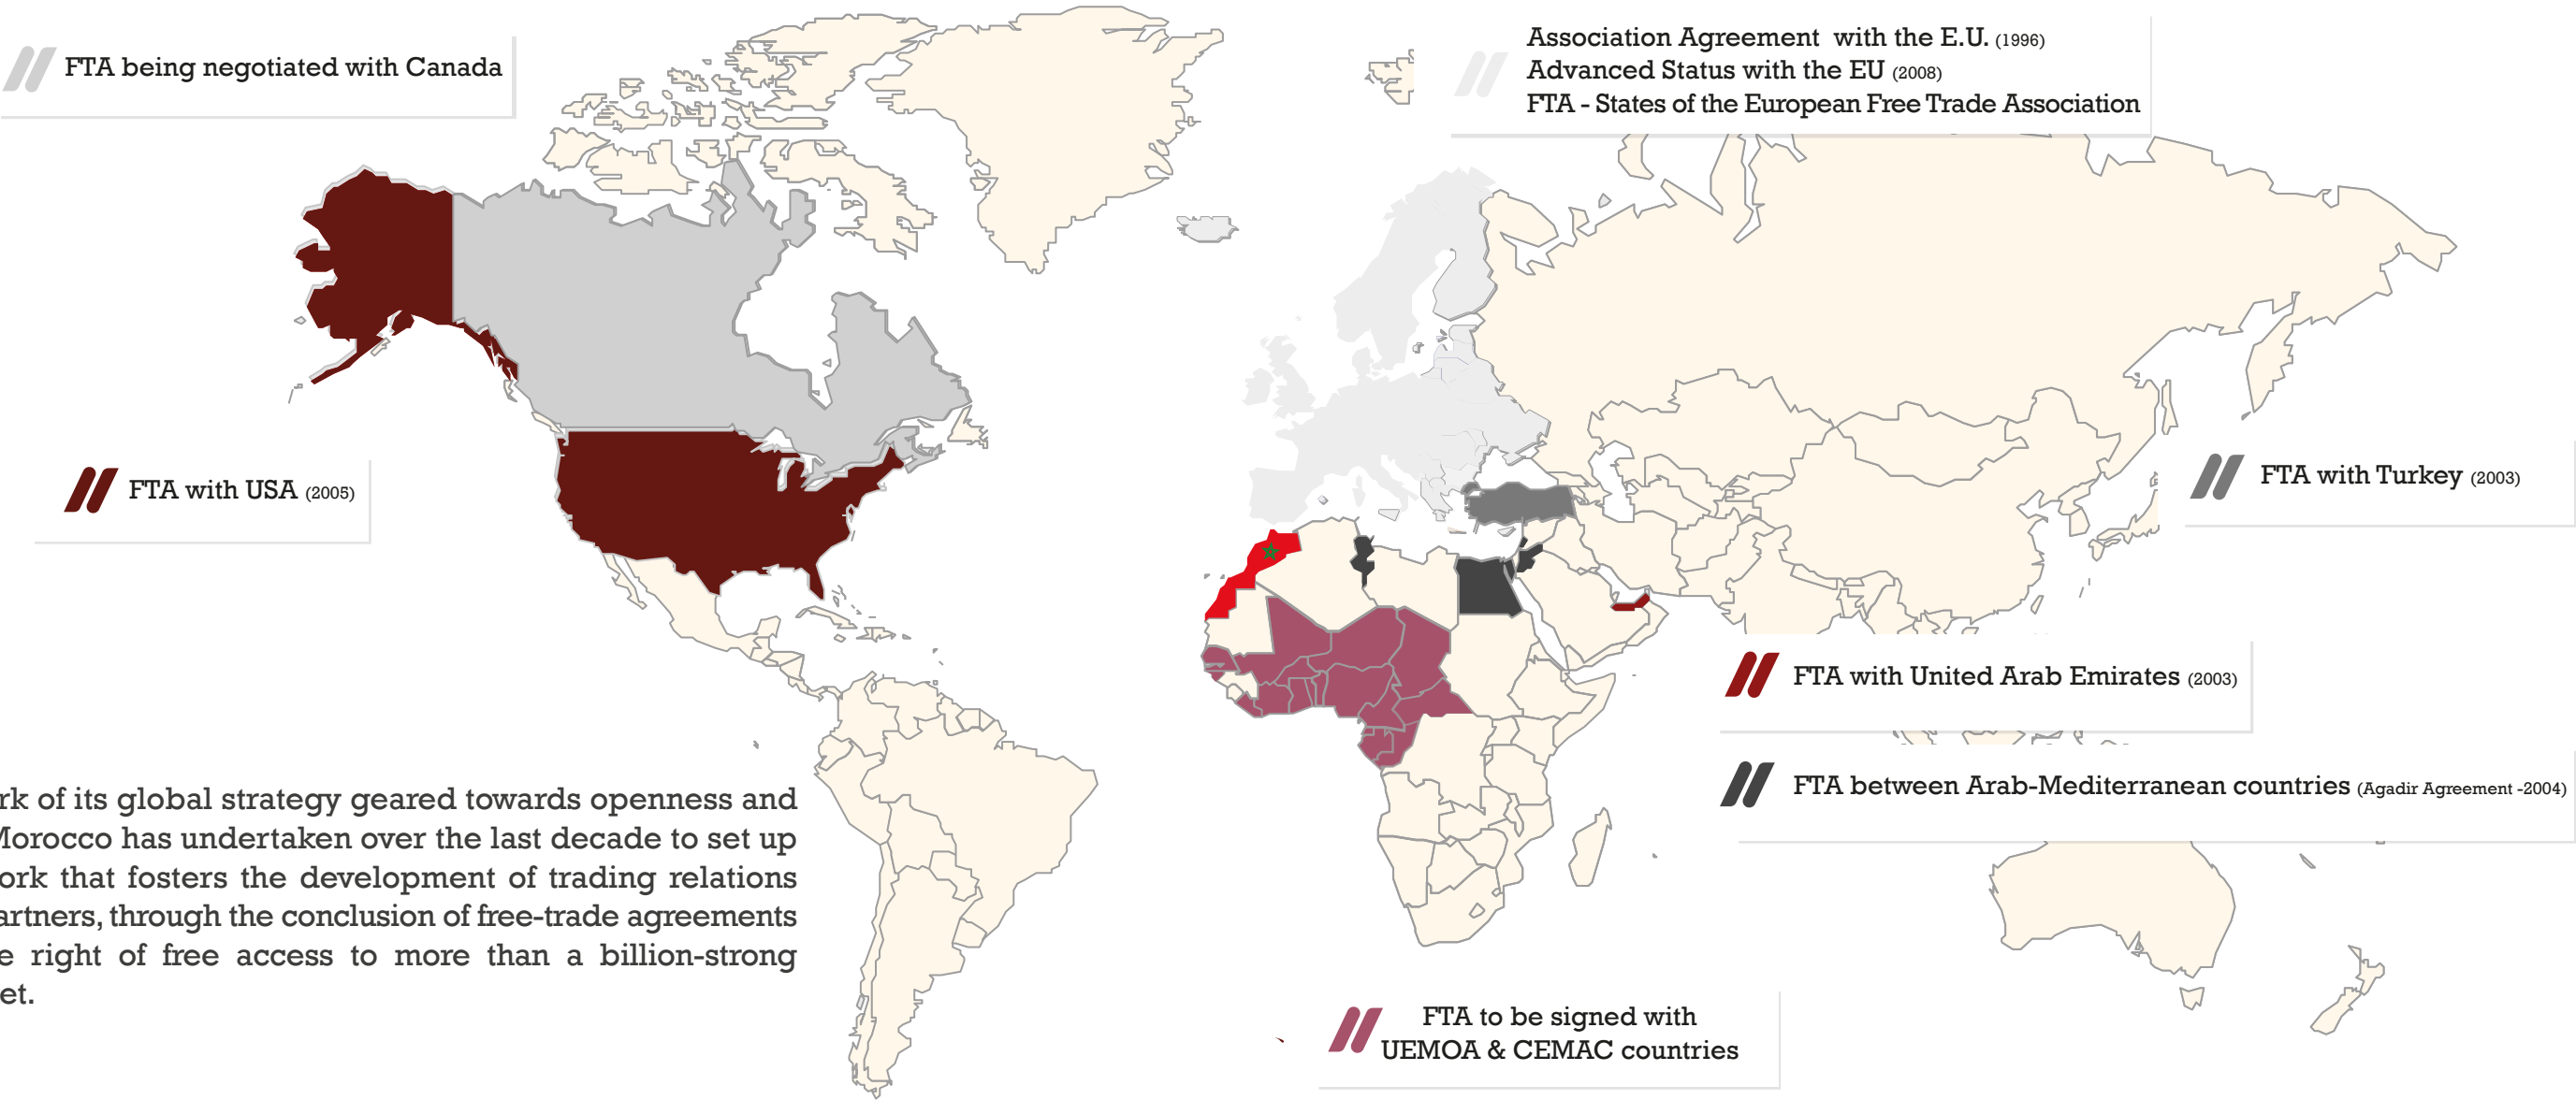 FTA being negotiated with Canada
Association Agreement with the E.U. (1996)
Advanced Status with the EU (2008)
FTA - States of the European Free Trade Association
FTA with USA (2005)
FTA with Turkey (2003)
FTA with United Arab Emirates (2003)
FTA between Arab-Mediterranean countries (Agadir Agreement -2004)
rk of its global strategy geared towards openness and
Morocco has undertaken over the last decade to set up
ork that fosters the development of trading relations
artners, through the conclusion of free-trade agreements
e right of free access to more than a billion-strong
et.
FTA to be signed with
UEMOA & CEMAC countries